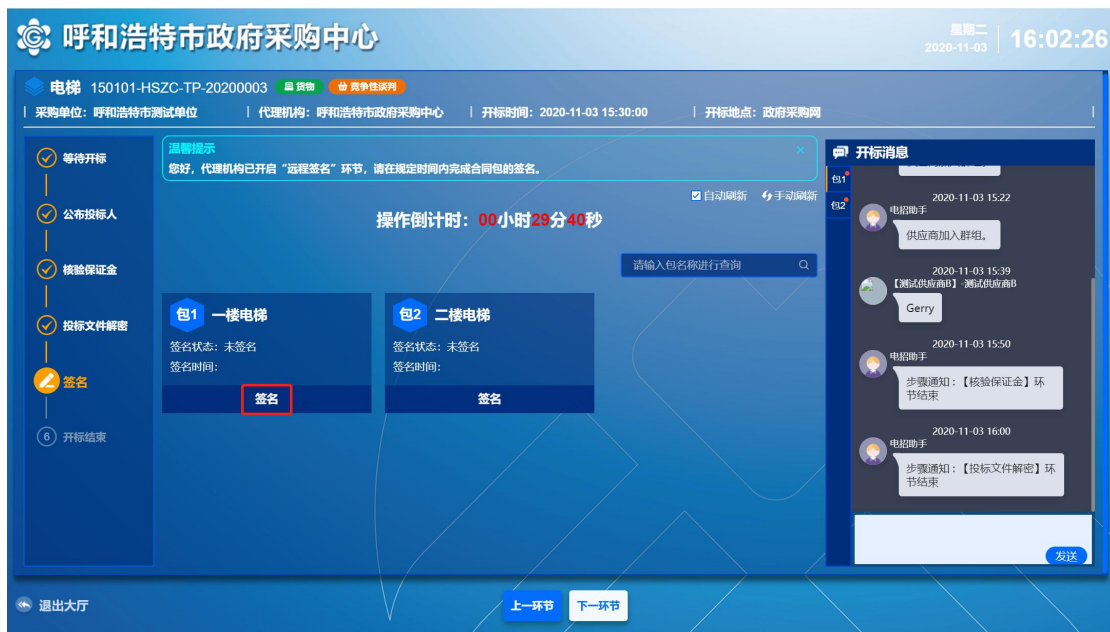 呼和浩特市政府采购中心
星期二
2020-11-03
16:02:26
电梯 150101-HSZC-TP-20200003 货物 竞争性谈判
采购单位：呼和浩特市测试单位 代理机构：呼和浩特市政府采购中心 开标时间：2020-11-03 15:30:00 开标地点：政府采购网
等待开标
公布投标人
核验保证金
投标文件解密
签名
6 开标结束
温馨提示 ×
您好，代理机构已开启“远程签名”环节，请在规定时间内完成合同包的签名。
自动刷新 手动刷新
操作倒计时：00小时29分40秒
请输入包名称进行查询
包1 一楼电梯
签名状态：未签名
签名时间：
签名
包2 二楼电梯
签名状态：未签名
签名时间：
签名
开标消息
包1
包2
2020-11-03 15:22
电招助手
供应商加入群组。
2020-11-03 15:39
【测试供应商B】-测试供应商B
Gerry
2020-11-03 15:50
电招助手
步骤通知：【核验保证金】环
节结束
2020-11-03 16:00
电招助手
步骤通知：【投标文件解密】环
节结束
发送
退出大厅
上一环节 下一环节